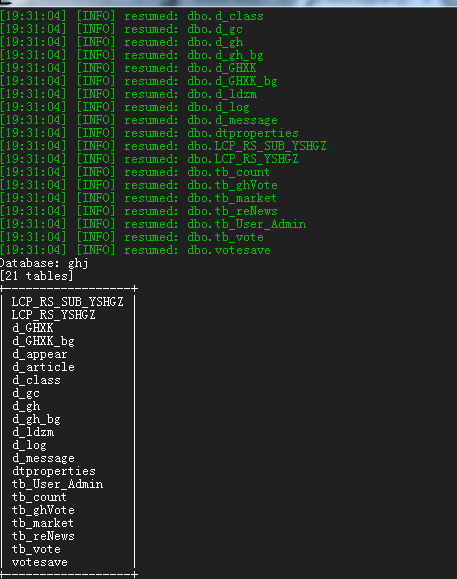 [19:31:04] [INFO] resumed: dbo.d_class
[19:31:04] [INFO] resumed: dbo.d_gc
[19:31:04] [INFO] resumed: dbo.d_gh
[19:31:04] [INFO] resumed: dbo.d_gh_bg
[19:31:04] [INFO] resumed: dbo.d_GHXK
[19:31:04] [INFO] resumed: dbo.d_GHXK_bg
[19:31:04] [INFO] resumed: dbo.d_ldzm
[19:31:04] [INFO] resumed: dbo.d_log
[19:31:04] [INFO] resumed: dbo.d_message
[19:31:04] [INFO] resumed: dbo.dtproperties
[19:31:04] [INFO] resumed: dbo.LCP_RS_SUB_YSHGZ
[19:31:04] [INFO] resumed: dbo.LCP_RS_YSHGZ
[19:31:04] [INFO] resumed: dbo.tb_count
[19:31:04] [INFO] resumed: dbo.tb_ghVote
[19:31:04] [INFO] resumed: dbo.tb_market
[19:31:04] [INFO] resumed: dbo.tb_reNews
[19:31:04] [INFO] resumed: dbo.tb_User_Admin
[19:31:04] [INFO] resumed: dbo.tb_vote
[19:31:04] [INFO] resumed: dbo.votesave
Database: ghj
[21 tables]
+------------------+
| LCP_RS_SUB_YSHGZ |
| LCP_RS_YSHGZ     |
| d_GHXK           |
| d_GHXK_bg        |
| d_appear         |
| d_article        |
| d_class          |
| d_gc             |
| d_gh             |
| d_gh_bg          |
| d_ldzm           |
| d_log            |
| d_message        |
| dtproperties     |
| tb_User_Admin    |
| tb_count         |
| tb_ghVote        |
| tb_market        |
| tb_reNews        |
| tb_vote          |
| votesave         |
+------------------+